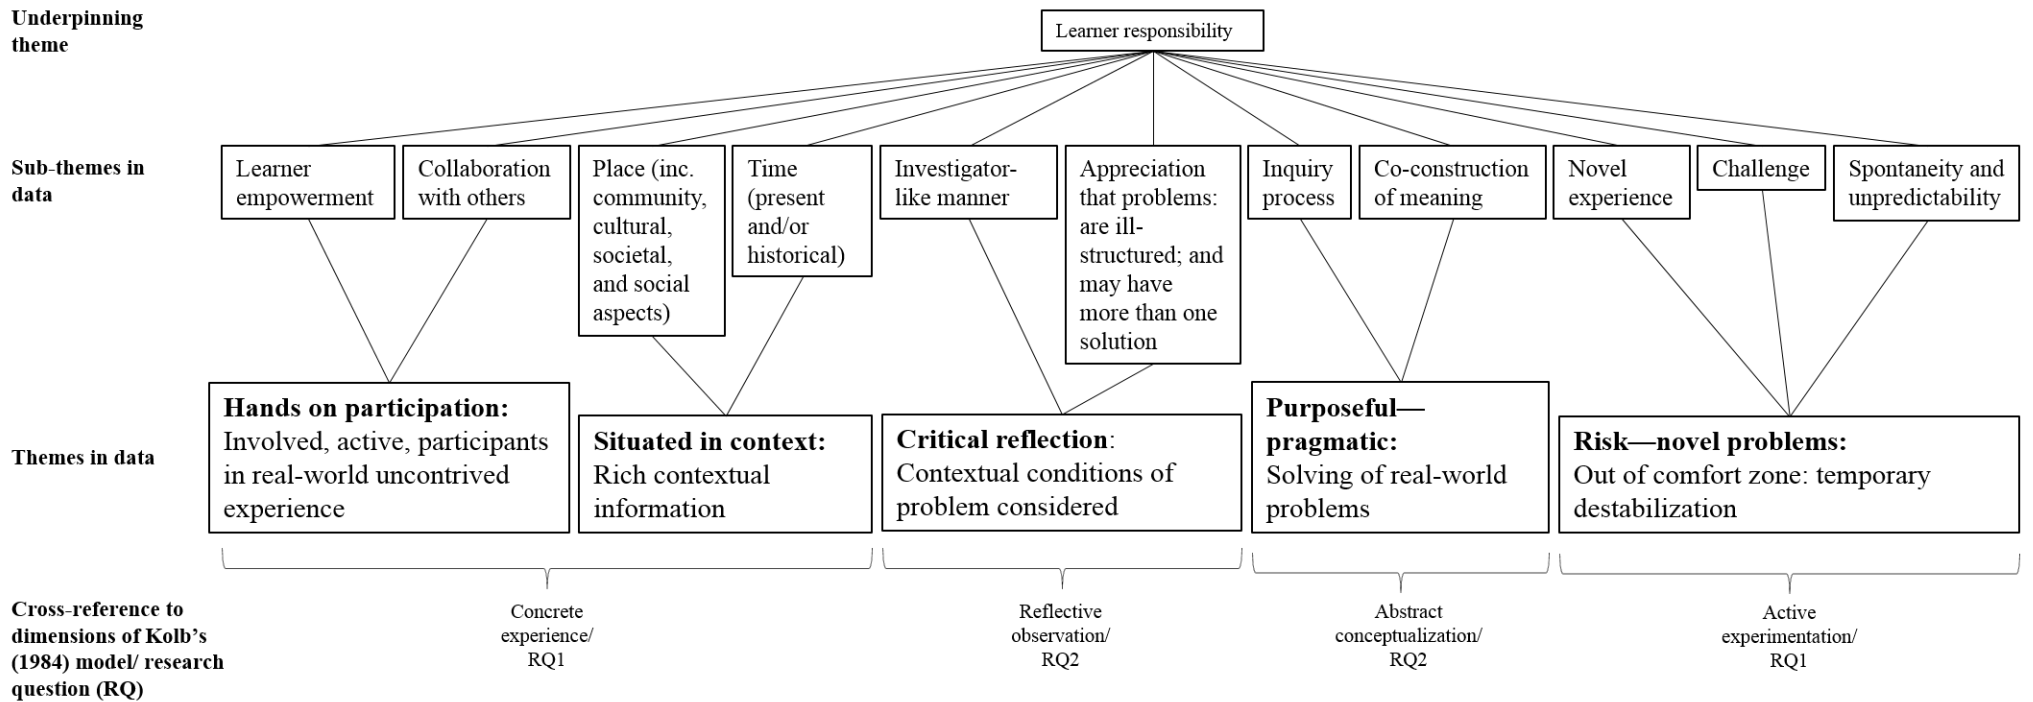 Underpinning
theme
Learner responsibility
Sub-themes in
data
Learner
empowerment
Collaboration
with others
Place (inc.
community,
cultural,
societal,
and social
aspects)
Time
(present
and/or
historical)
Investigator-
like manner
Appreciation
that problems:
are ill-
structured; and
may have
more than one
solution
Inquiry
process
Co-construction
of meaning
Novel
experience
Challenge
Spontaneity and
unpredictability
Themes in data
Hands on participation:
Involved, active, participants
in real-world uncontrived
experience
Situated in context:
Rich contextual
information
Critical reflection:
Contextual conditions of
problem considered
Purposeful—
pragmatic:
Solving of real-world
problems
Risk—novel problems:
Out of comfort zone: temporary
destabilization
Cross-reference to
dimensions of Kolb’s
(1984) model/ research
question (RQ)
Concrete
experience/
RQ1
Reflective
observation/
RQ2
Abstract
conceptualization/
RQ2
Active
experimentation/
RQ1